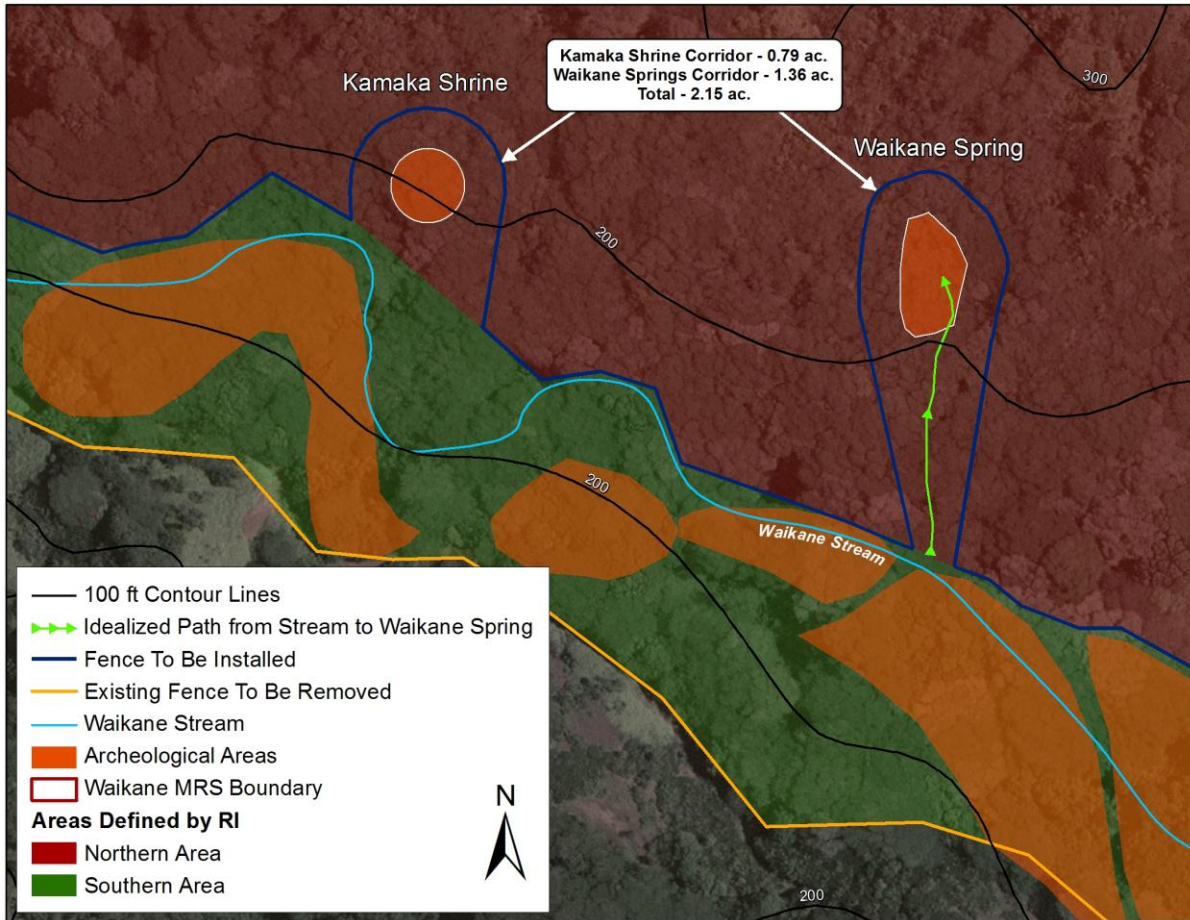 Kamaka Shrine Corridor - 0.79 ac.
Waikane Springs Corridor - 1.36 ac.
Total - 2.15 ac.
300
Kamaka Shrine
Waikane Spring
200
200
Waikane Stream
100 ft Contour Lines
Idealized Path from Stream to Waikane Spring
Fence To Be Installed
Existing Fence To Be Removed
Waikane Stream
Archeological Areas
Waikane MRS Boundary
Areas Defined by RI
Northern Area
Southern Area
N
200